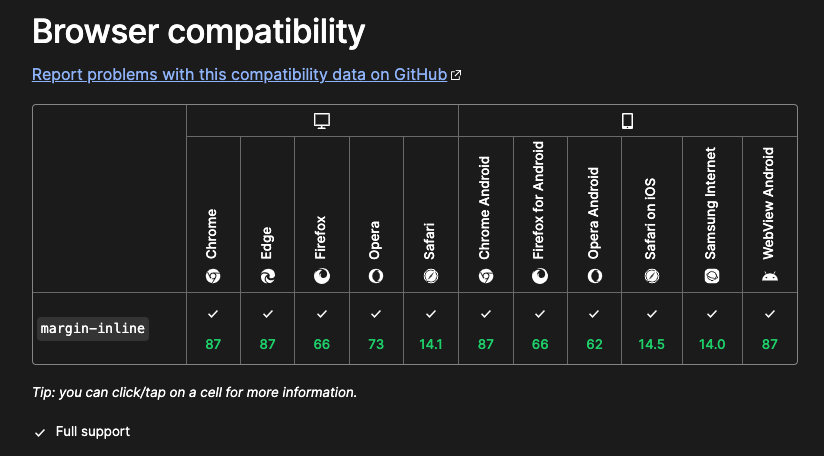 Browser compatibility
Report problems with this compatibility data on GitHub
Chrome
Edge
Firefox
Opera
Safari
Chrome Android
Firefox for Android
Opera Android
Safari on iOS
Samsung Internet
WebView Android
margin-inline
87 87 66 73 14.1 87 66 62 14.5 14.0 87
Tip: you can click/tap on a cell for more information.
Full support